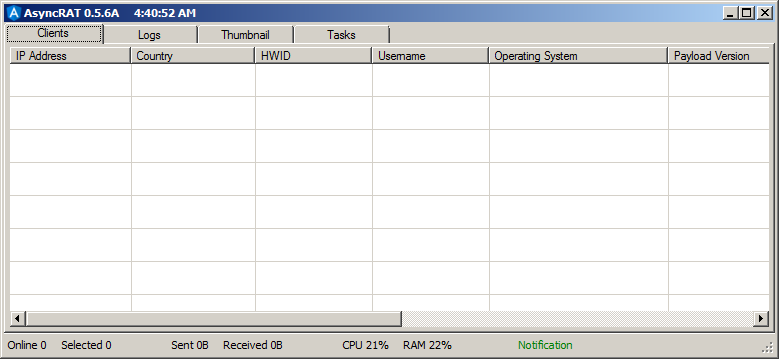 AsyncRAT 0.5.6A 4:40:52 AM
Clients Logs Thumbnail Tasks
IP Address Country HWID Username Operating System Payload Version
Online 0 Selected 0 Sent 0B Received 0B CPU 21% RAM 22% Notification